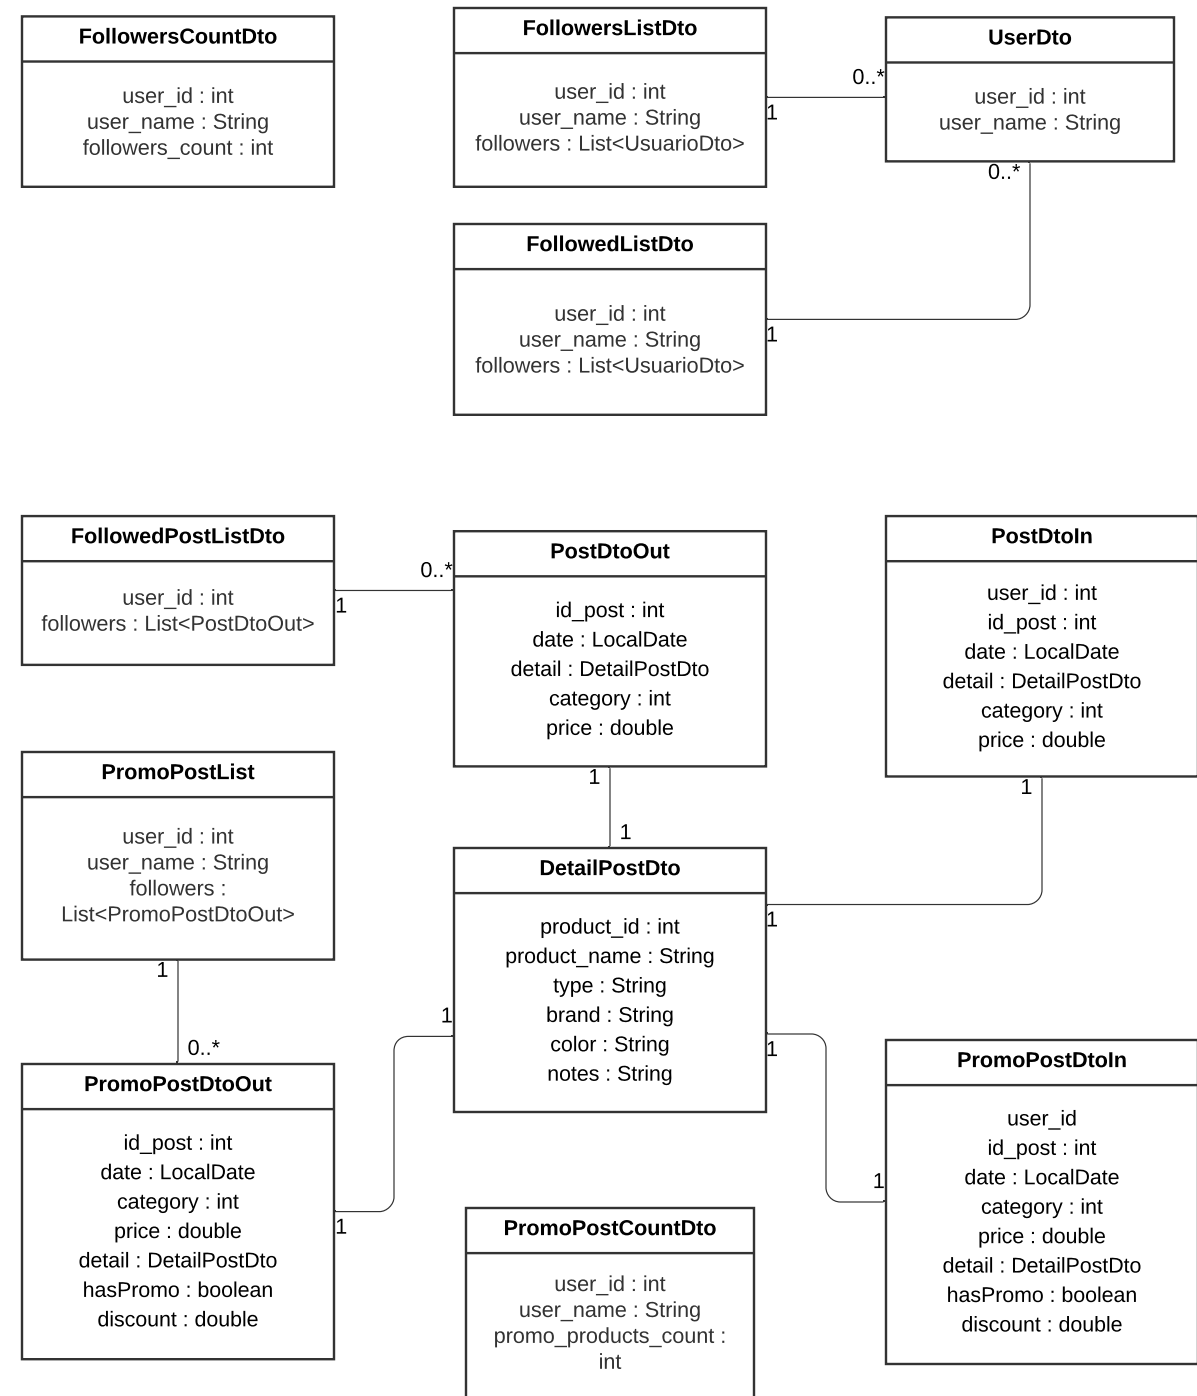 FollowersCountDto
user_id : int
user_name : String
followers_count : int
FollowersListDto
user_id : int
user_name : String
followers : List<UsuarioDto>
1
0..*
UserDto
user_id : int
user_name : String
0..*
FollowedListDto
user_id : int
user_name : String
followers : List<UsuarioDto>
1
FollowedPostListDto
user_id : int
followers : List<PostDtoOut>
1
0..*
PostDtoOut
id_post : int
date : LocalDate
detail : DetailPostDto
category : int
price : double
1
1
PostDtoIn
user_id : int
id_post : int
date : LocalDate
detail : DetailPostDto
category : int
price : double
1
PromoPostList
user_id : int
user_name : String
followers :
List<PromoPostDtoOut>
1
0..*
DetailPostDto
product_id : int
product_name : String
type : String
brand : String
color : String
notes : String
1
1
1
PromoPostDtoOut
id_post : int
date : LocalDate
category : int
price : double
detail : DetailPostDto
hasPromo : boolean
discount : double
1
PromoPostDtoIn
user_id
id_post : int
date : LocalDate
category : int
price : double
detail : DetailPostDto
hasPromo : boolean
discount : double
1
PromoPostCountDto
user_id : int
user_name : String
promo_products_count :
int